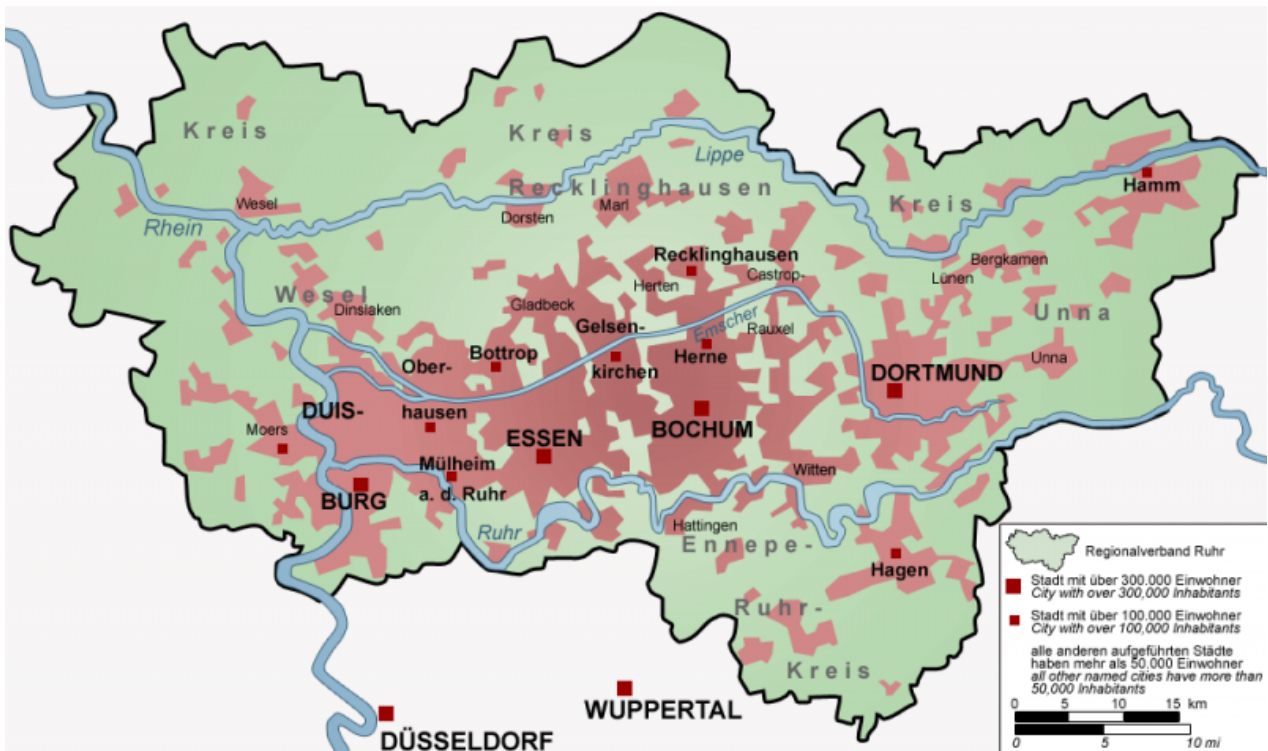 Kreis
Kreis
Lippe
Recklinghausen
Hamm
Wesel
Dorsten
Marl
Kreis
Rhein
Recklinghausen
Bergkamen
Castrop-
Lünen
Herten
Wesel
Dinslaken
Gladbeck
Unna
Gelsen-
Emscher
Rauxel
Ober-
Bottrop
Herne
Unna
kirchen
DORTMUND
DUIS-
hausen
Moers
ESSEN
BOCHUM
Mülheim
Witten
BURG
a. d. Ruhr
Hattingen
Ruhr
Ennepe-
Hagen
Ruhr-
Kreis
WUPPERTAL
DÜSSELDORF
Regionalverband Ruhr
Stadt mit über 300.000 Einwohner
City with over 300,000 Inhabitants
Stadt mit über 100.000 Einwohner
City with over 100,000 Inhabitants
alle anderen aufgeführten Städte
haben mehr als 50.000 Einwohner
all other named cities have more than
50,000 Inhabitants
0 5 10 15 km
0 5 10 mi